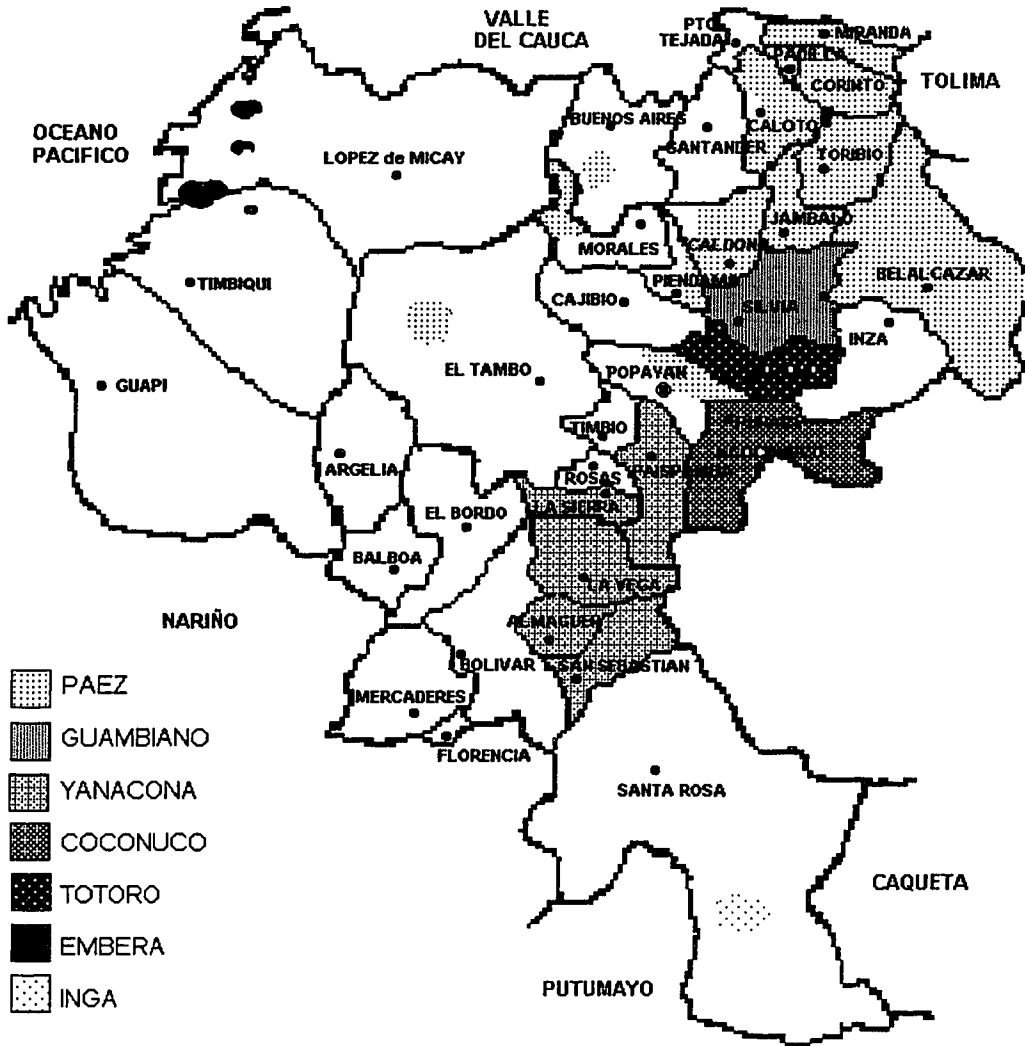 VALLE
DEL CAUCA
PTO
TEJADA
MIRANDA
PADILLA
CORINTO
TOLIMA
OCEANO
PACIFICO
BUENOS AIRES
CALOTO
SANTANDER
LOPEZ de MICAY
TORIBIO
JAMBALO
MORALES
CALDONO
TIMBIQUI
PIENDAMO
BELALCAZAR
CAJIBIO
SILVIA
INZA
GUAPI
EL TAMBO
POPAYAN
TIMBIO
ARGELIA
ROSAS
LA SIERRA
EL BORDO
BALBOA
LA VEGA
NARIÑO
ALMAGUER
BOLIVAR
SAN SEBASTIAN
MERCADERES
FLORENCIA
SANTA ROSA
CAQUETA
PUTUMAYO
PAEZ
GUAMBIANO
YANACONA
COCONUCO
TOTORO
EMBERA
INGA